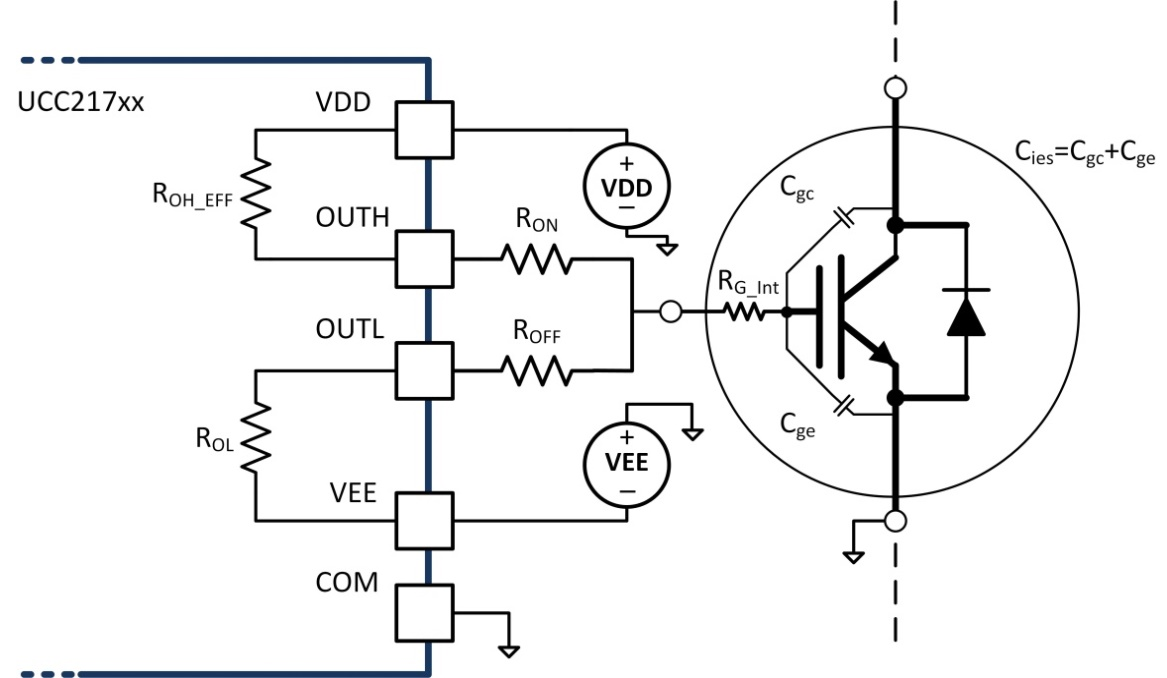 UCC217xx
VDD
R_OH_EFF
OUTH
R_ON
+
VDD
−
C_gc
C_ies=C_gc+C_ge
R_G_Int
OUTL
R_OFF
R_OL
+
VEE
−
C_ge
VEE
COM